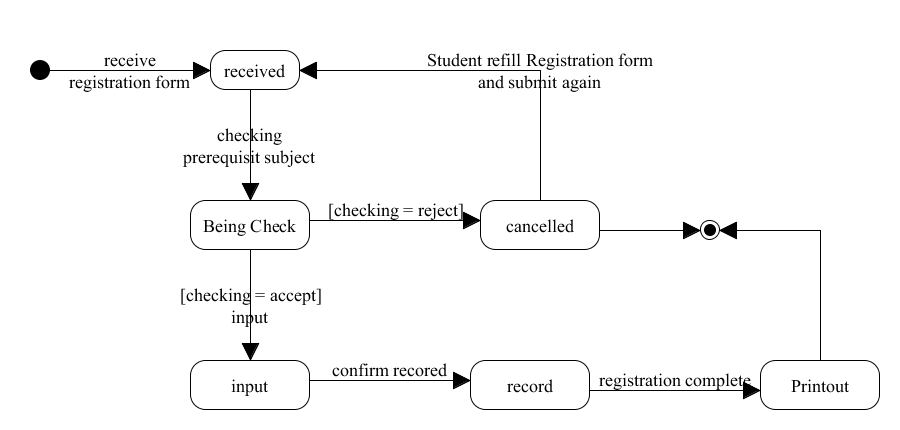 receive
registration form
received
Student refill Registration form
and submit again
checking
prerequisit subject
Being Check
[checking = reject]
cancelled
[checking = accept]
input
input
confirm recored
record
registration complete
Printout